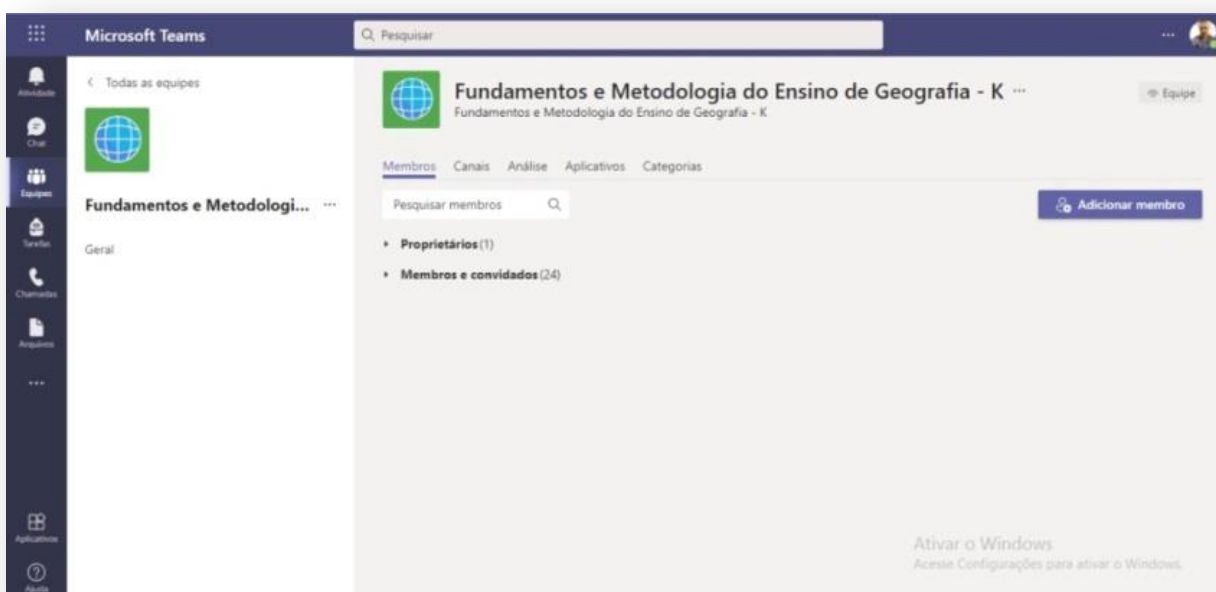 Microsoft Teams
Pesquisar
Atividade
Chat
Equipes
Tarefas
Chamadas
Arquivos
Aplicativos
Ajuda
Todas as equipes
Fundamentos e Metodologi... ...
Geral
Fundamentos e Metodologia do Ensino de Geografia - K ...
Fundamentos e Metodologia do Ensino de Geografia - K
Equipe
Membros Canais Análise Aplicativos Categorias
Pesquisar membros
Adicionar membro
Proprietários (1)
Membros e convidados (24)
Ativar o Windows
Acesse Configurações para ativar o Windows.